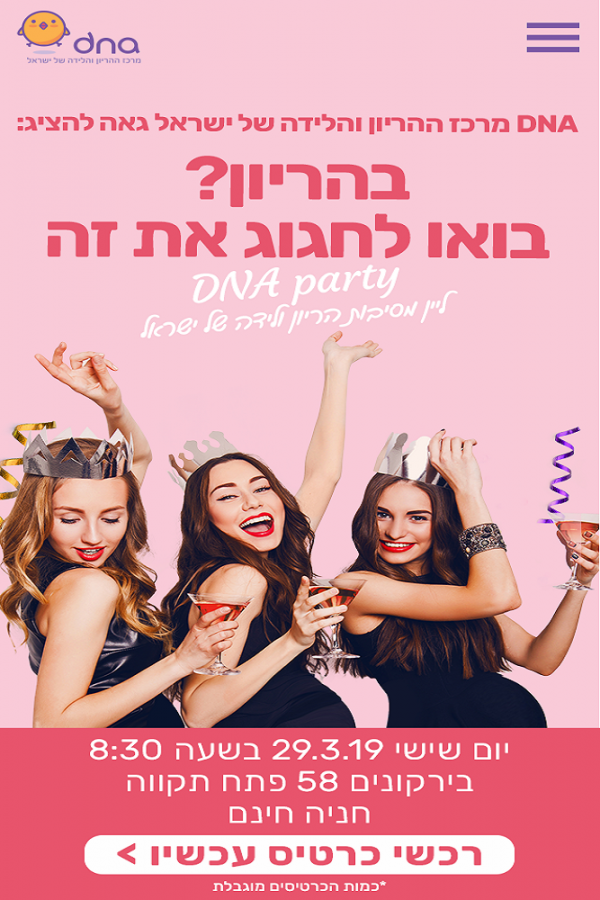 dna
מרכז ההריון והלידה של ישראל
DNA מרכז ההריון והלידה של ישראל גאה להציג:
בהריון?
בואו לחגוג את זה
DNA party
ליין מסיבות הריון ולידה של ישראל
יום שישי 29.3.19 בשעה 8:30
בירקונים 58 פתח תקווה
חניה חינם
רכשי כרטיס עכשיו >
*כמות הכרטיסים מוגבלת